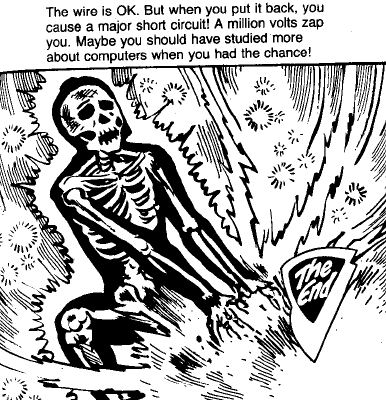 The wire is OK. But when you put it back, you
cause a major short circuit! A million volts zap
you. Maybe you should have studied more
about computers when you had the chance!
The
End